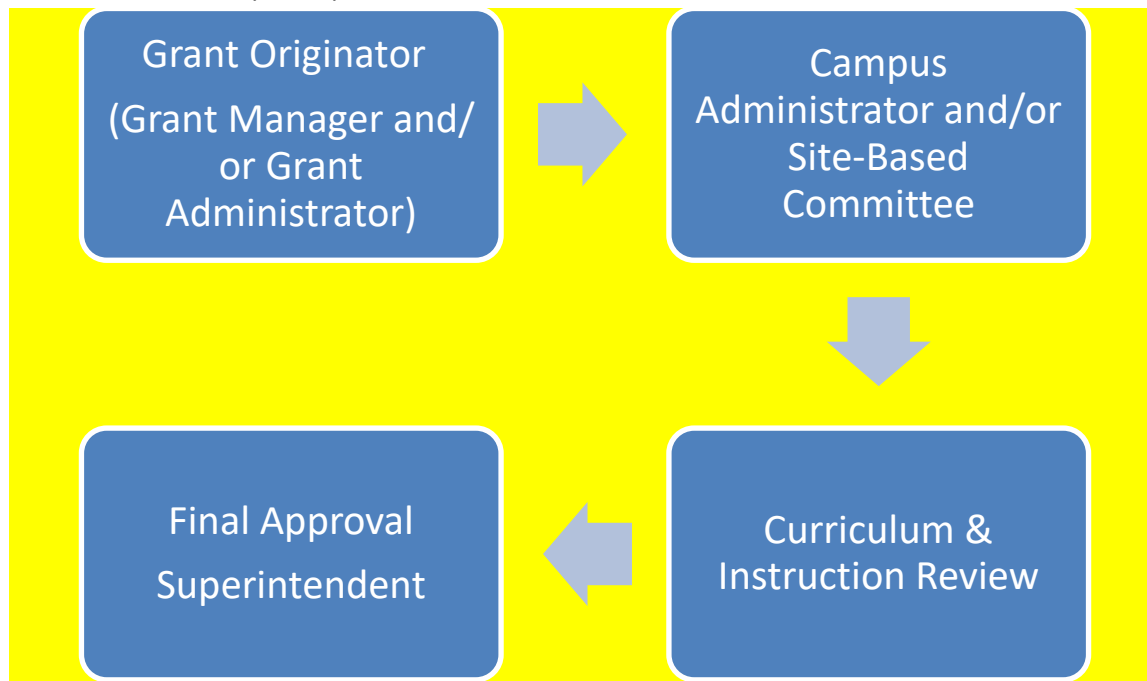 Grant Originator
(Grant Manager and/
or Grant
Administrator)
Campus
Administrator and/or
Site-Based
Committee
Curriculum &
Instruction Review
Final Approval
Superintendent